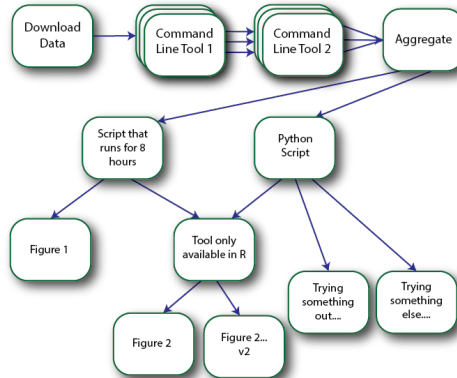 Download
Data
Command
Line Tool 1
Command
Line Tool 2
Aggregate
Script that
runs for 8
hours
Python
Script
Figure 1
Tool only
available in R
Trying
something
out....
Trying
something
else....
Figure 2
Figure 2...
v2